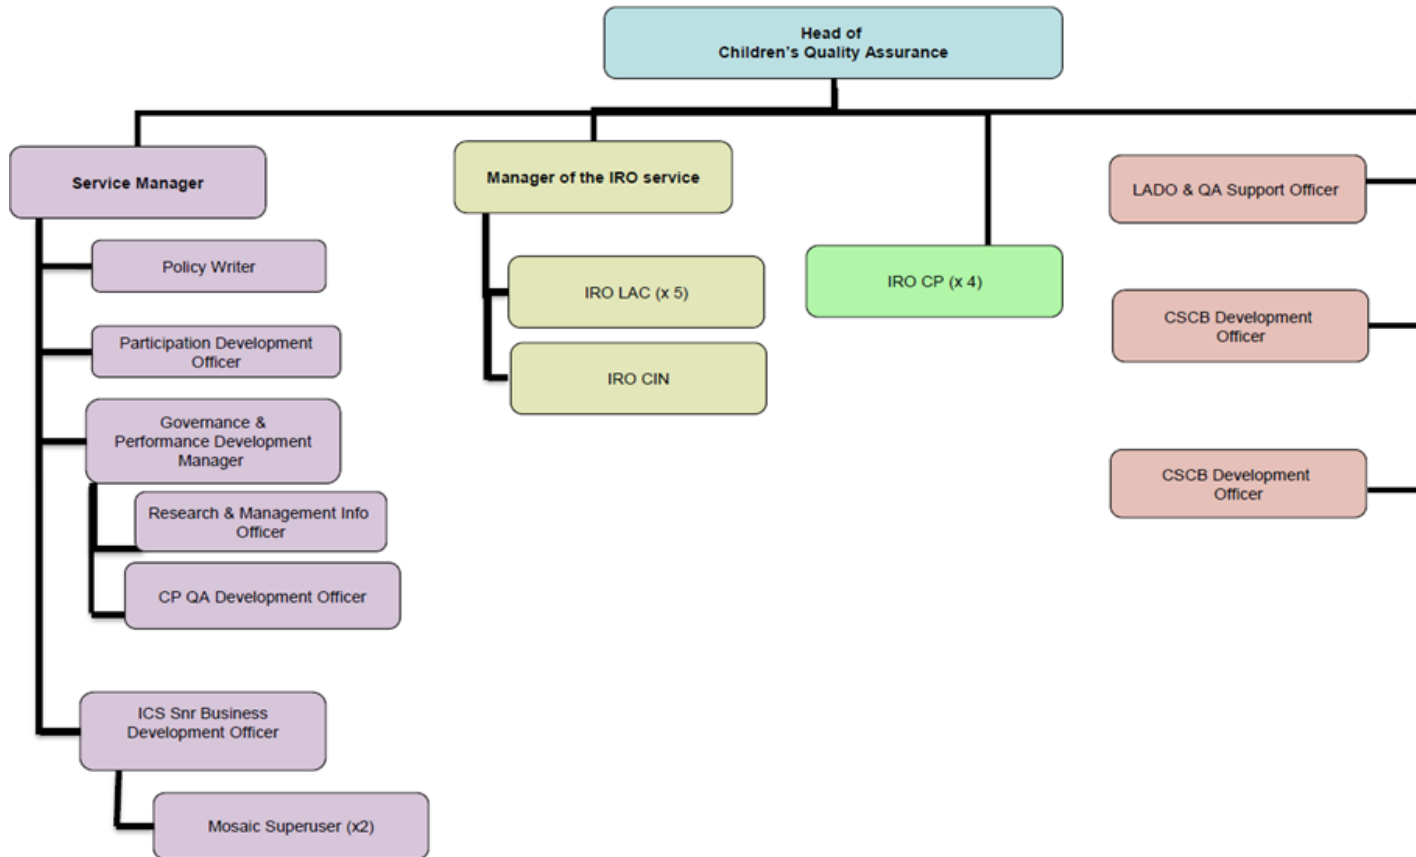 Head of
Children's Quality Assurance
Service Manager
Policy Writer
Participation Development
Officer
Governance &
Performance Development
Manager
Research & Management Info
Officer
CP QA Development Officer
ICS Snr Business
Development Officer
Mosaic Superuser (x2)
Manager of the IRO service
IRO LAC (x 5)
IRO CIN
IRO CP (x 4)
LADO & QA Support Officer
CSCB Development
Officer
CSCB Development
Officer